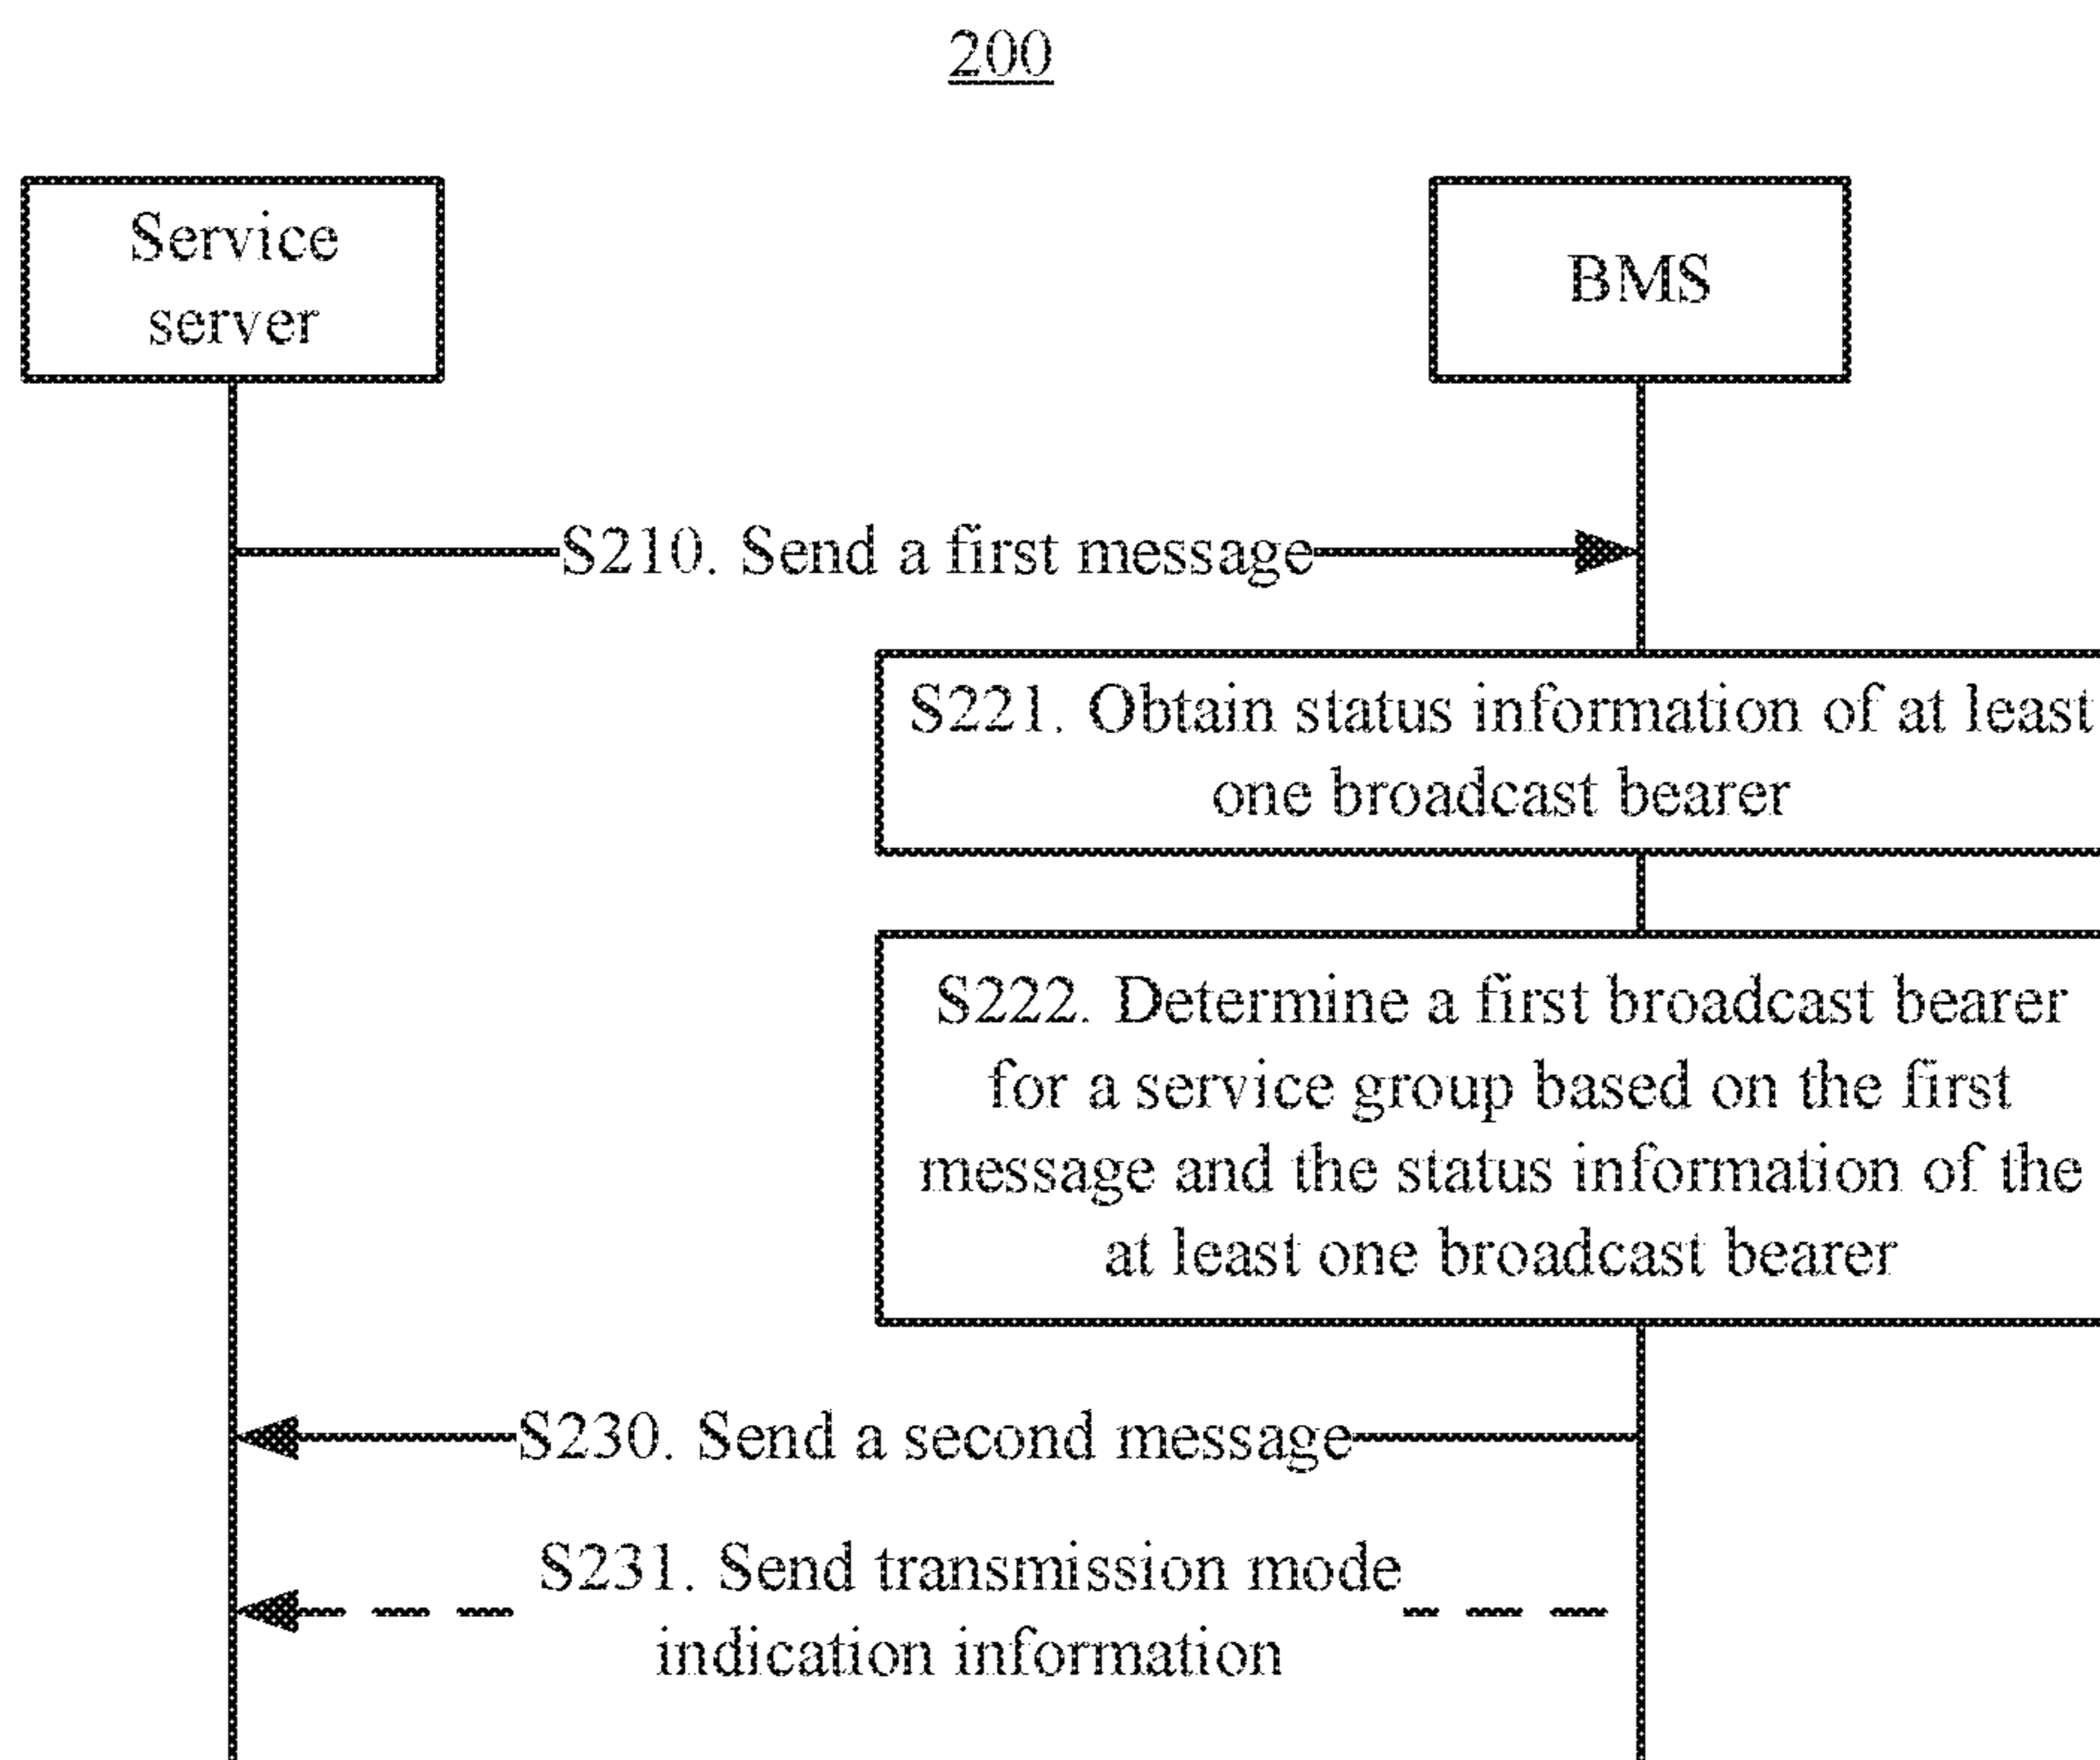 200
Service
server
BMS
S210. Send a first message
S221. Obtain status information of at least
one broadcast bearer
S222. Determine a first broadcast bearer
for a service group based on the first
message and the status information of the
at least one broadcast bearer
S230. Send a second message
S231. Send transmission mode
indication information